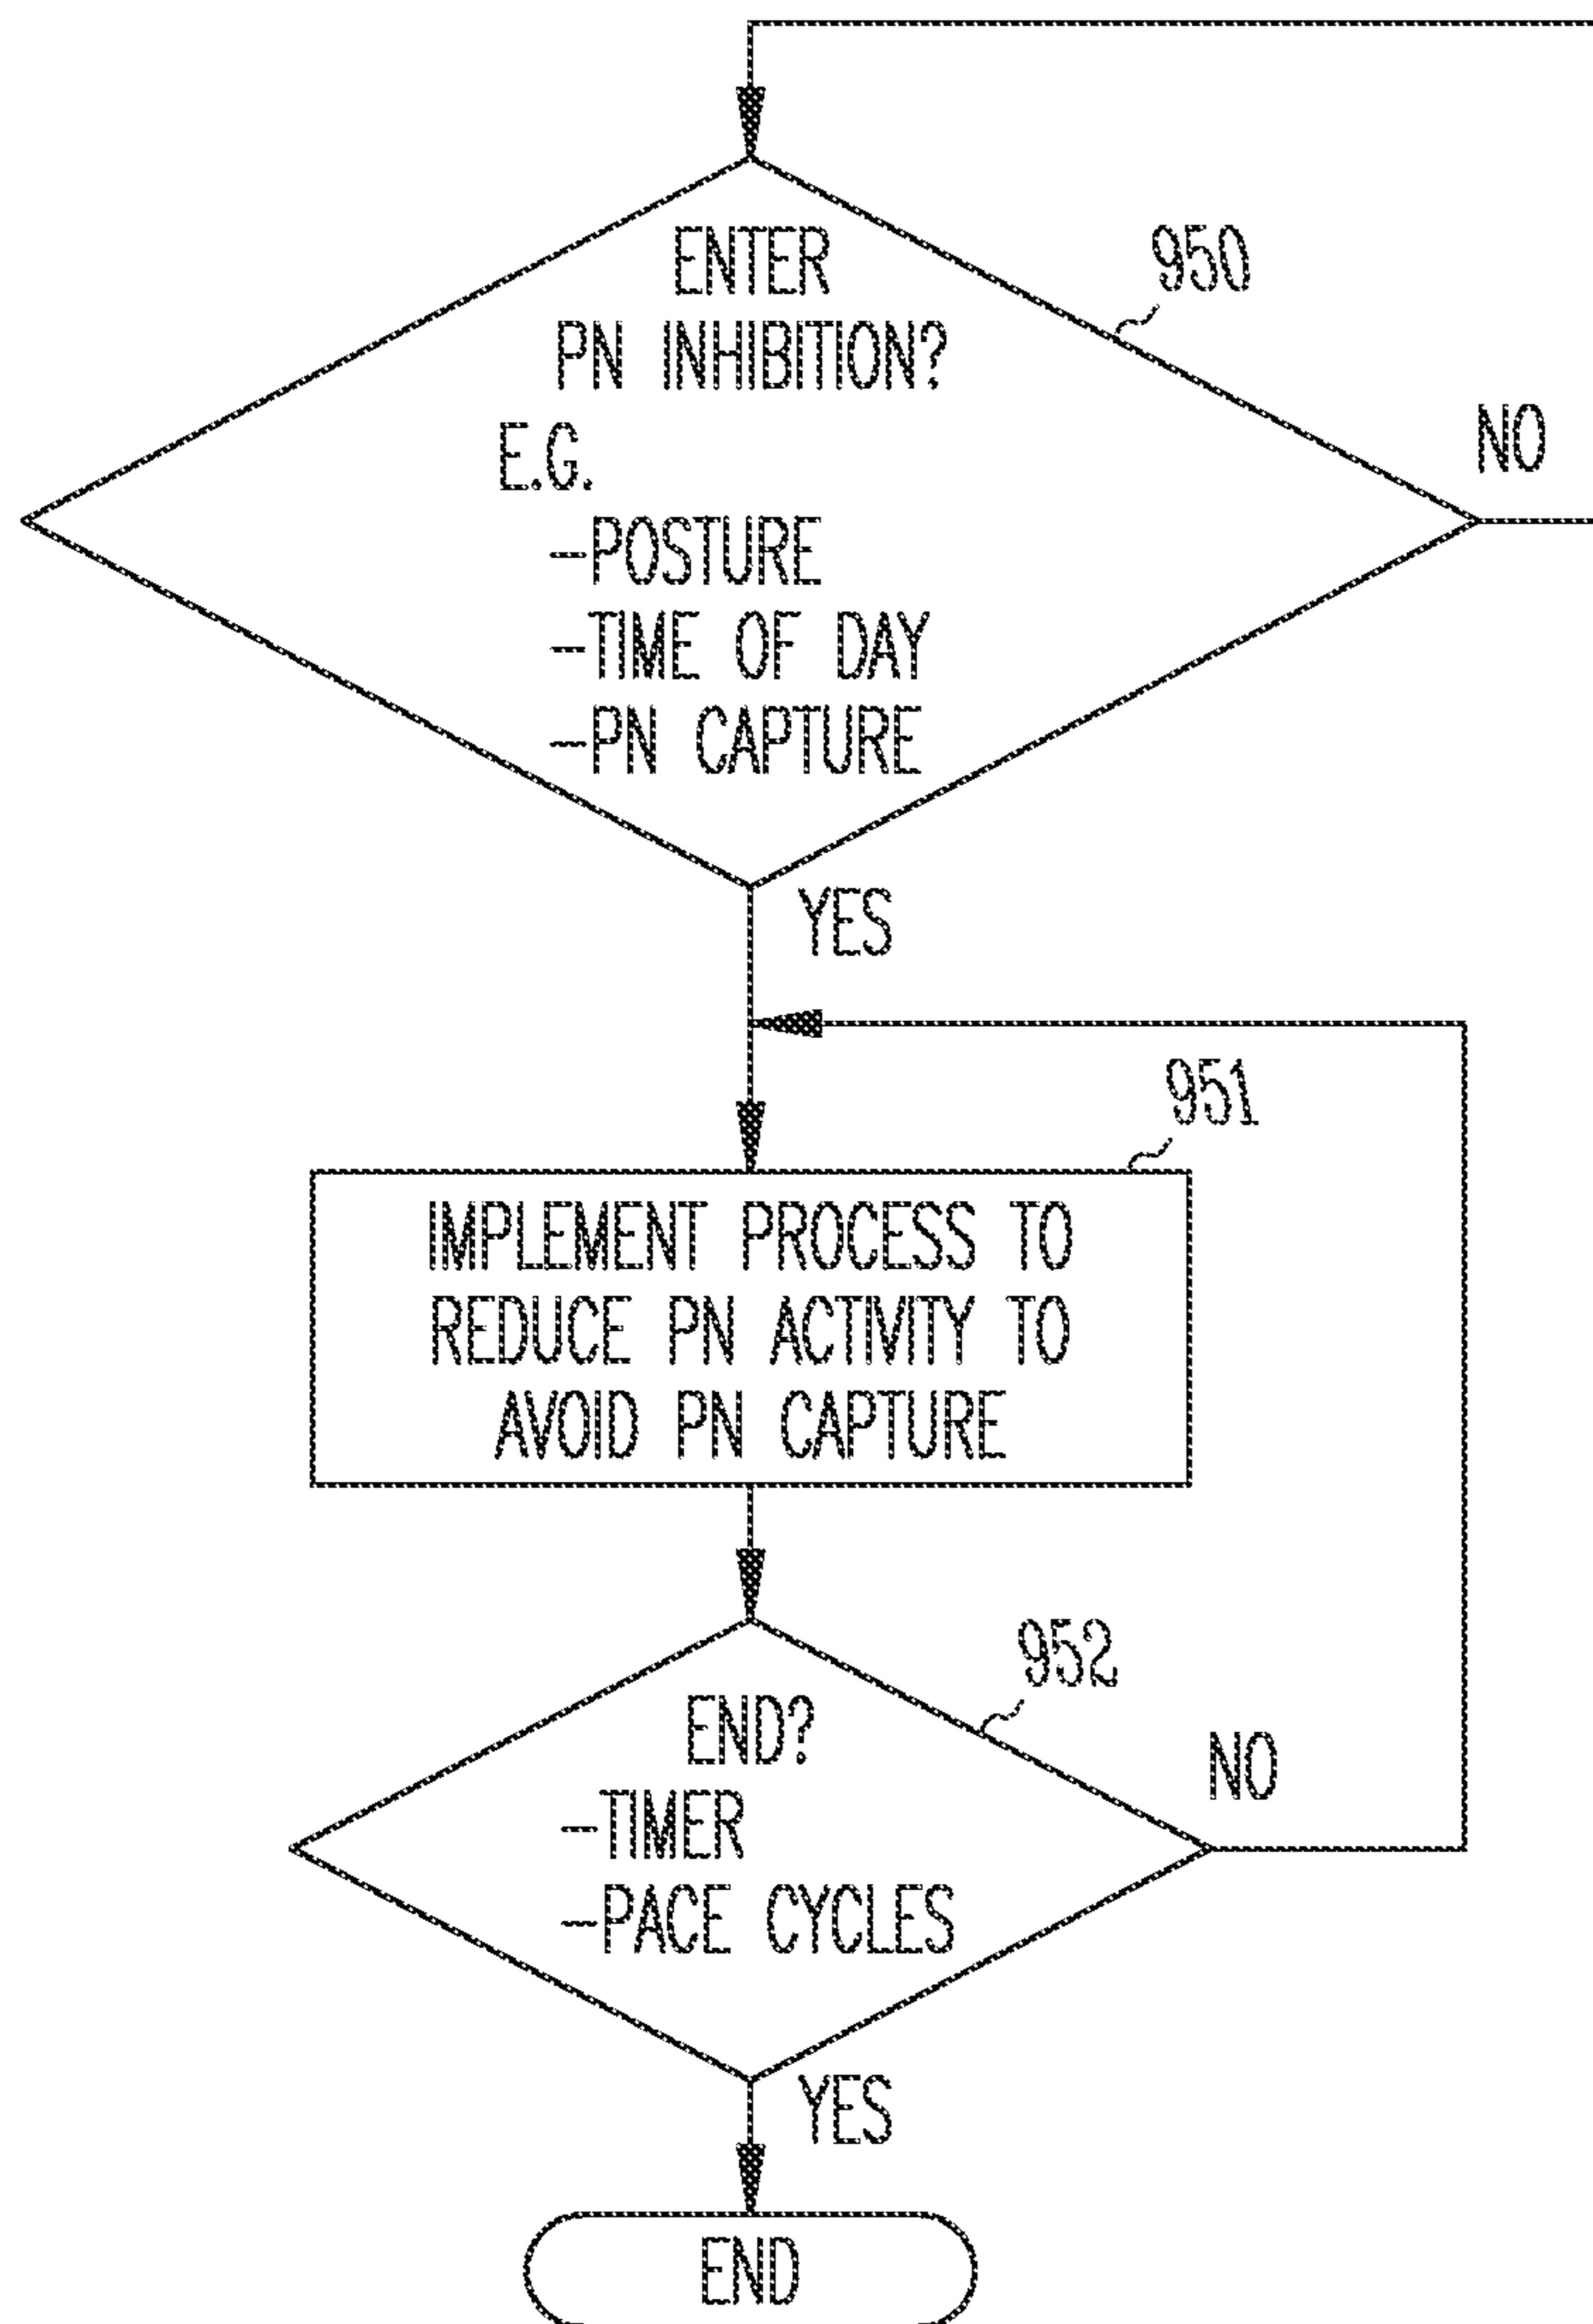 ENTER
PN INHIBITION?
E.G.
-POSTURE
-TIME OF DAY
-PN CAPTURE
950
NO
YES
951
IMPLEMENT PROCESS TO
REDUCE PN ACTIVITY TO
AVOID PN CAPTURE
952
END?
-TIMER
-PACE CYCLES
NO
YES
END